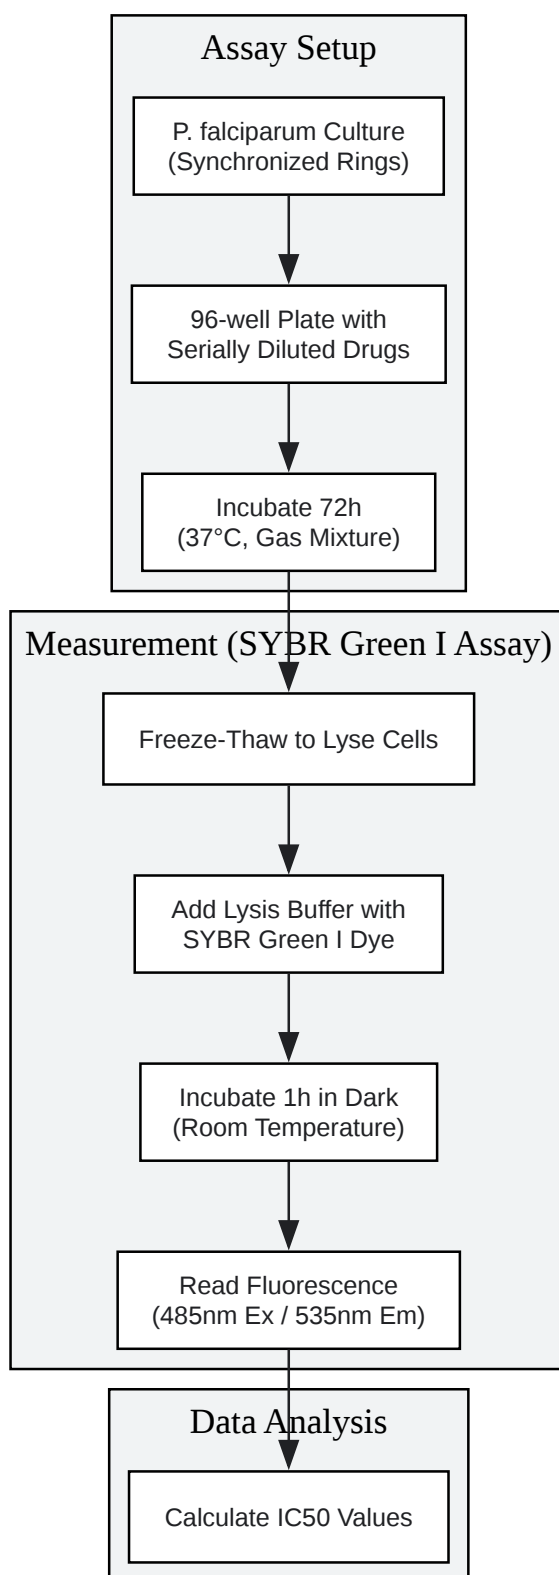 Assay Setup
P. falciparum Culture
(Synchronized Rings)
96-well Plate with
Serially Diluted Drugs
Incubate 72h
(37°C, Gas Mixture)
Measurement (SYBR Green I Assay)
Freeze-Thaw to Lyse Cells
Add Lysis Buffer with
SYBR Green I Dye
Incubate 1h in Dark
(Room Temperature)
Read Fluorescence
(485nm Ex / 535nm Em)
Data Analysis
Calculate IC50 Values